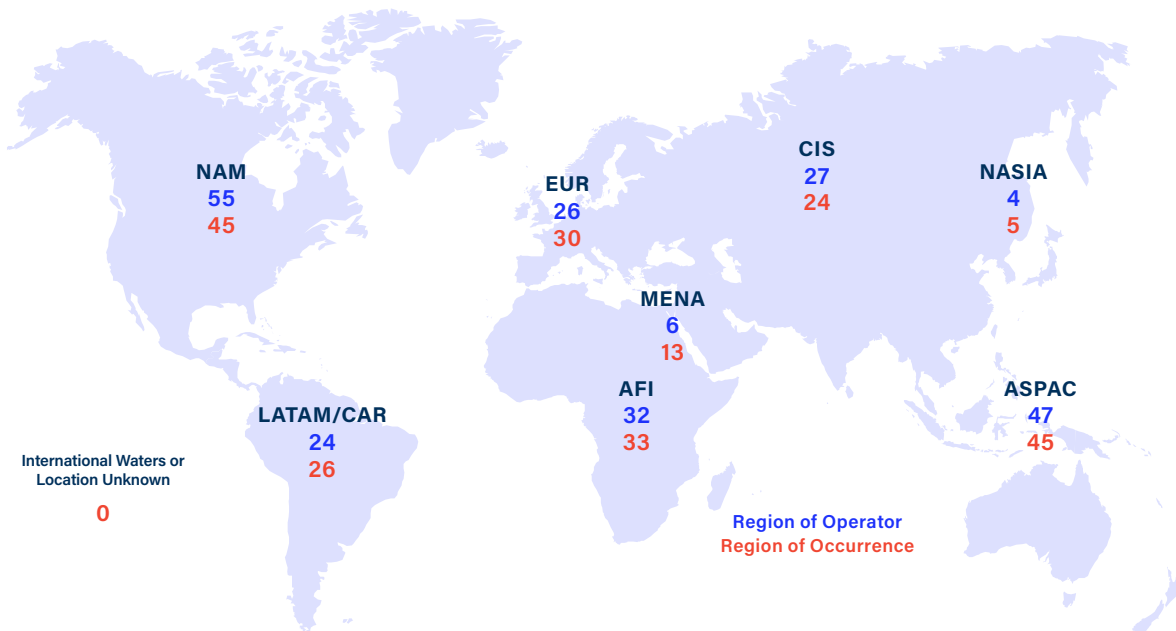 NAM
55
45
EUR
26
30
CIS
27
24
NASIA
4
5
MENA
6
13
AFI
32
33
ASPAC
47
45
LATAM/CAR
24
26
International Waters or
Location Unknown
0
Region of Operator
Region of Occurrence